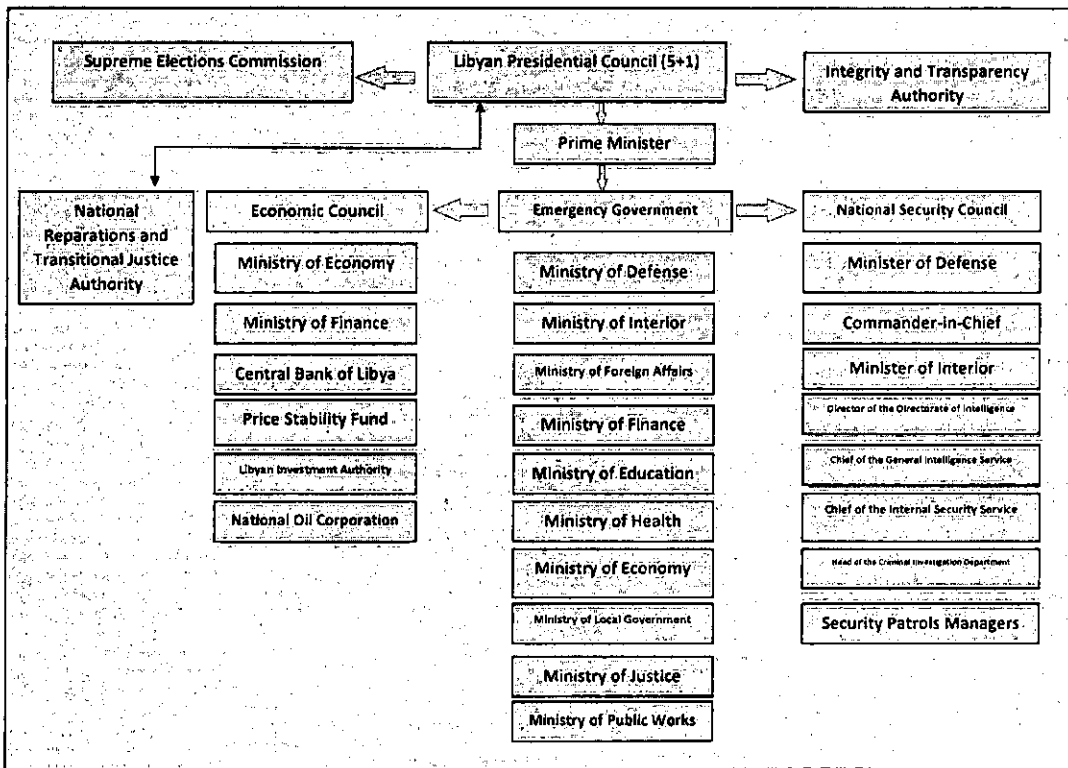 Supreme Elections Commission
Libyan Presidential Council (5+1)
Integrity and Transparency
Authority
Prime Minister
National
Reparations and
Transitional Justice
Authority
Economic Council
Ministry of Economy
Ministry of Finance
Central Bank of Libya
Price Stability Fund
Libyan Investment Authority
National Oil Corporation
Emergency Government
Ministry of Defense
Ministry of Interior
Ministry of Foreign Affairs
Ministry of Finance
Ministry of Education
Ministry of Health
Ministry of Economy
Ministry of Local Government
Ministry of Justice
Ministry of Public Works
National Security Council
Minister of Defense
Commander-in-Chief
Minister of Interior
Director of the Directorate of Intelligence
Chief of the General Intelligence Service
Chief of the Internal Security Service
Head of the Criminal Investigation Department
Security Patrols Managers